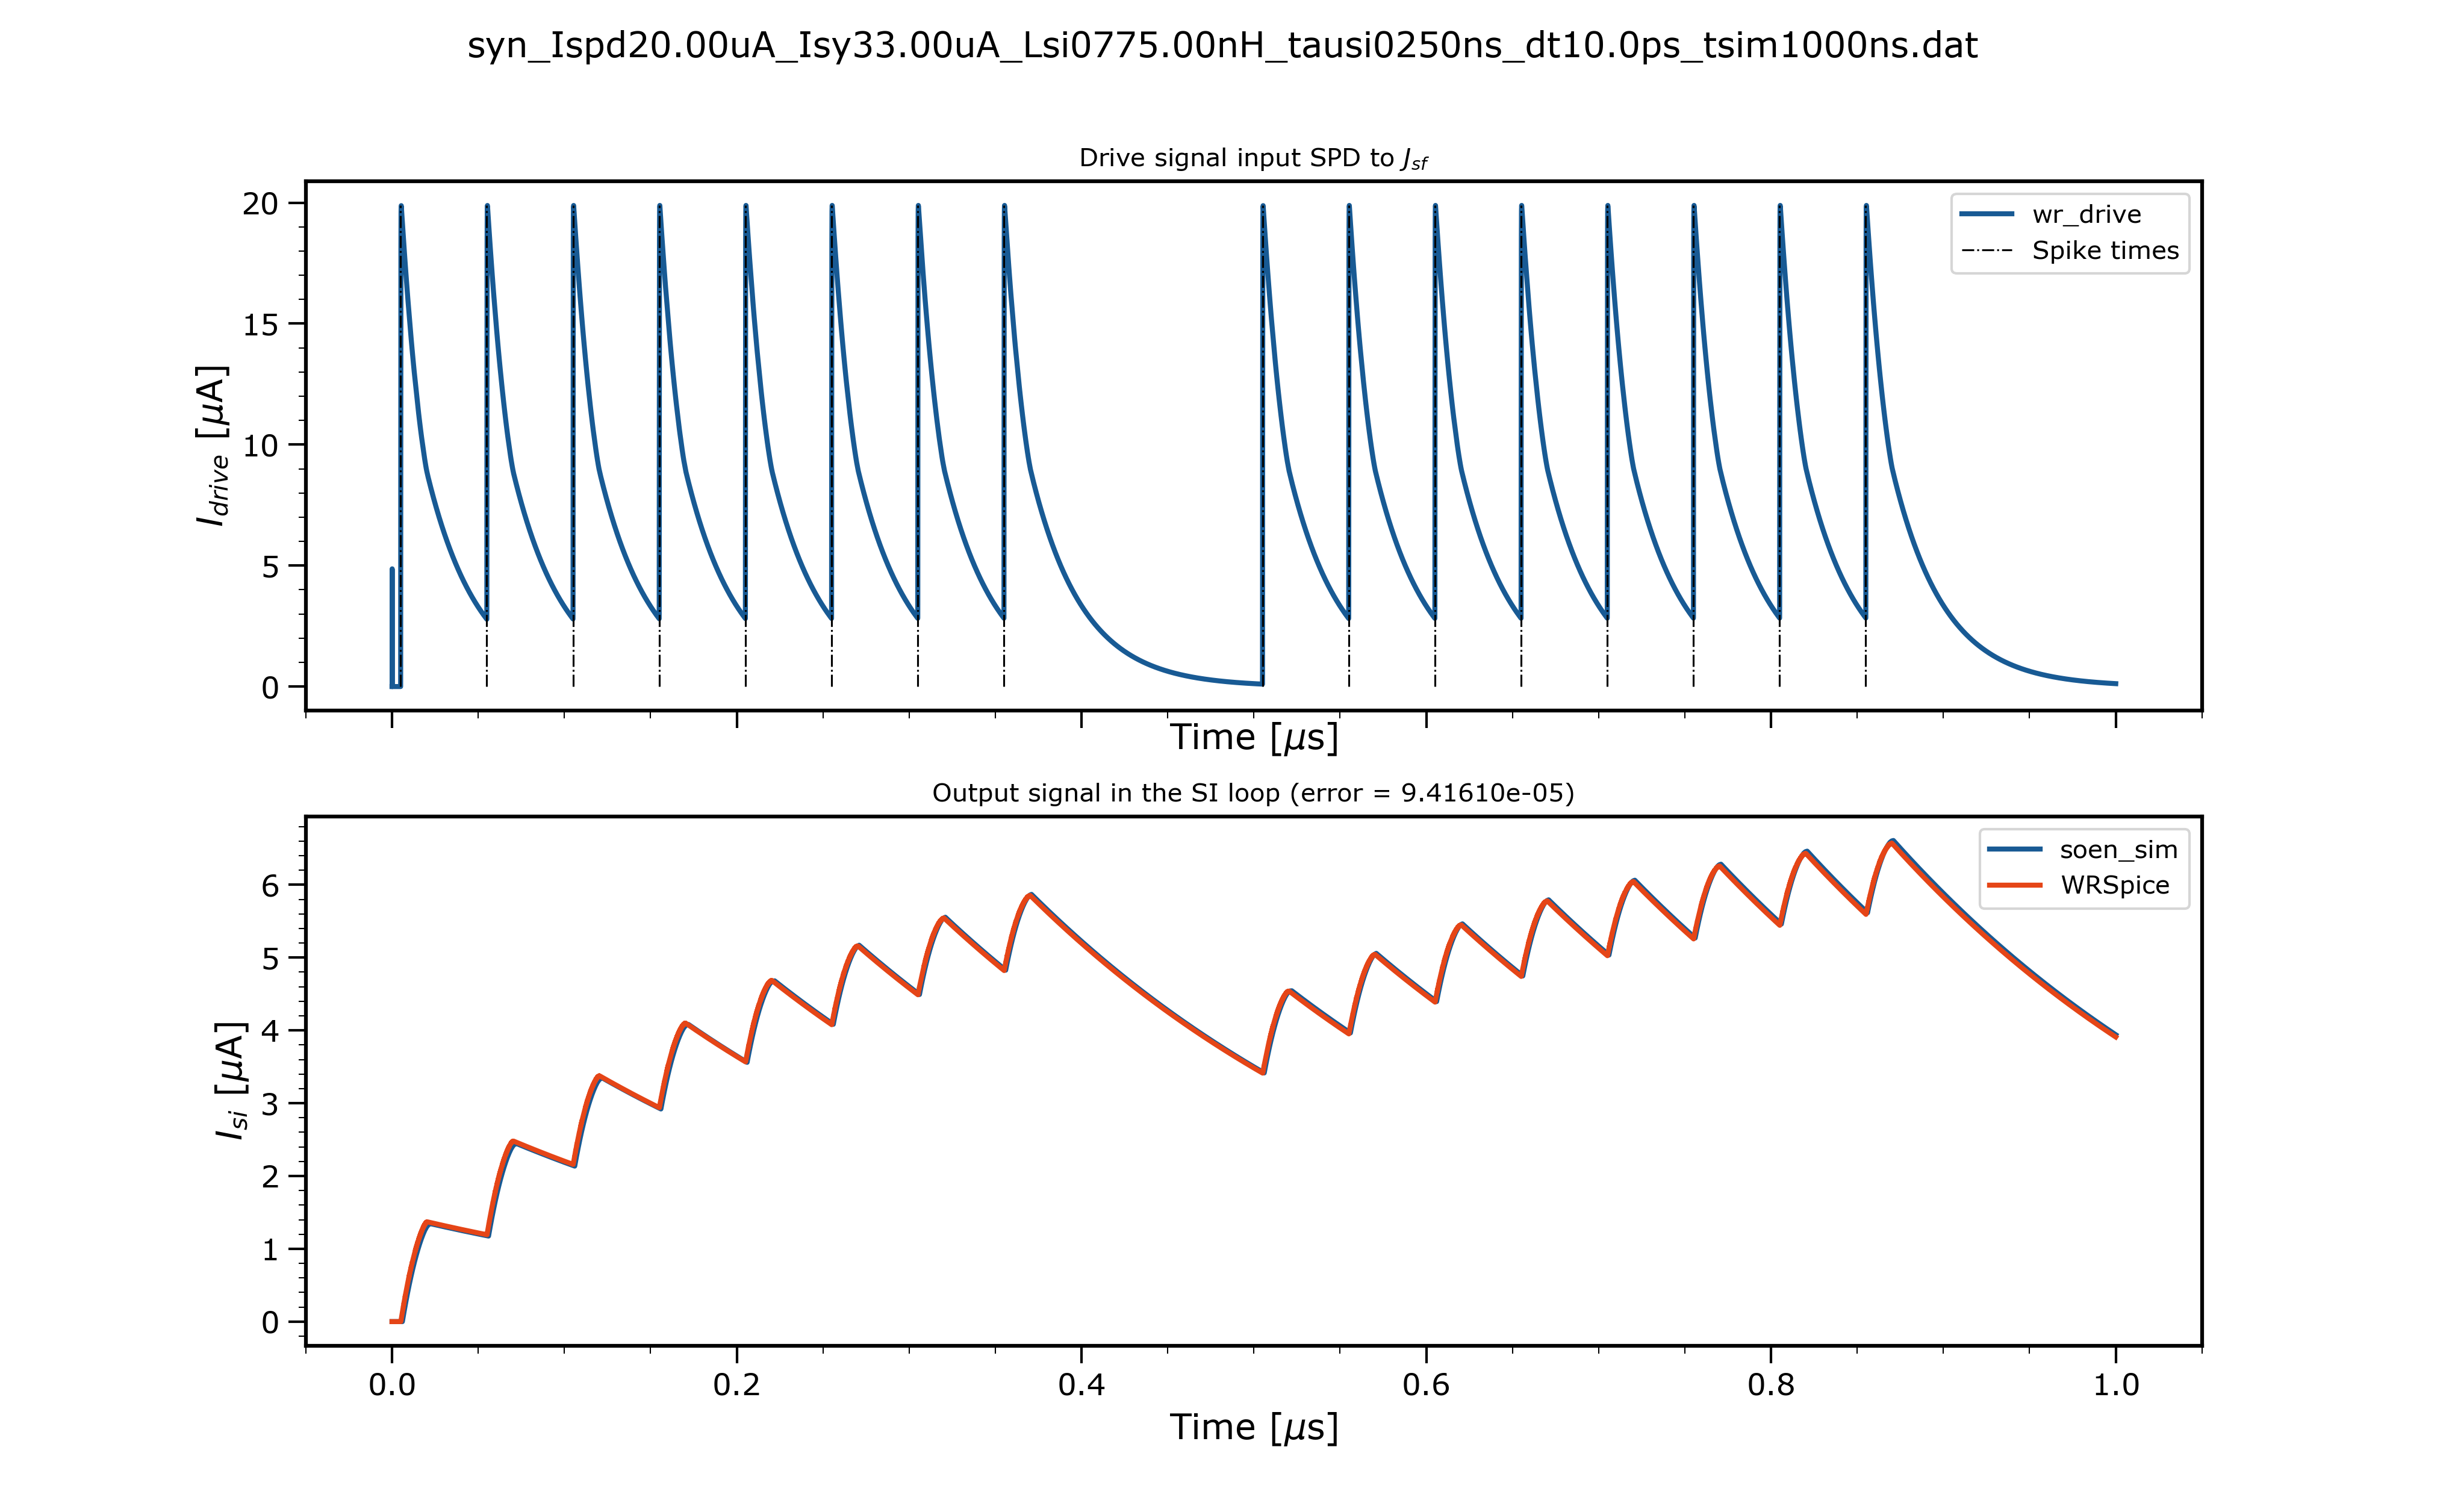 syn_Ispd20.00uA_Isy33.00uA_Lsi0775.00nH_tausi0250ns_dt10.0ps_tsim1000ns.dat
Drive signal input SPD to J_sf
20
15
10
5
0
I_drive [μA]
wr_drive
Spike times
Time [μs]
Output signal in the SI loop (error = 9.41610e-05)
6
5
4
3
2
1
0
I_si [μA]
soen_sim
WRSpice
0.0 0.2 0.4 0.6 0.8 1.0
Time [μs]